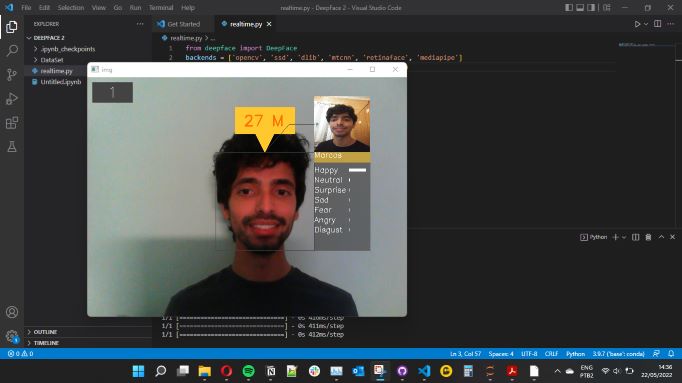 File Edit Selection View Go Run Terminal Help
realtime.py - Deepface 2 - Visual Studio Code
EXPLORER
DEEPFACE 2
.ipynb_checkpoints
DataSet
realtime.py
Untitled.ipynb
OUTLINE
TIMELINE
Get Started
realtime.py
realtime.py > ...
1 from deepface import DeepFace
2 backends = ['opencv', 'ssd', 'dlib', 'mtcnn', 'retinaface', 'mediapipe']
img
1
27 M
Marcos
Happy
Neutral
Surprise
Sad
Fear
Angry
Disgust
Python
1/1 [==============================] - 0s 410ms/step
1/1 [==============================] - 0s 411ms/step
1/1 [==============================] - 0s 412ms/step
0 0
Ln 3, Col 57 Spaces: 4 UTF-8 CRLF Python 3.9.7 ('base': conda)
ENG
PTB2
14:36
22/05/2022